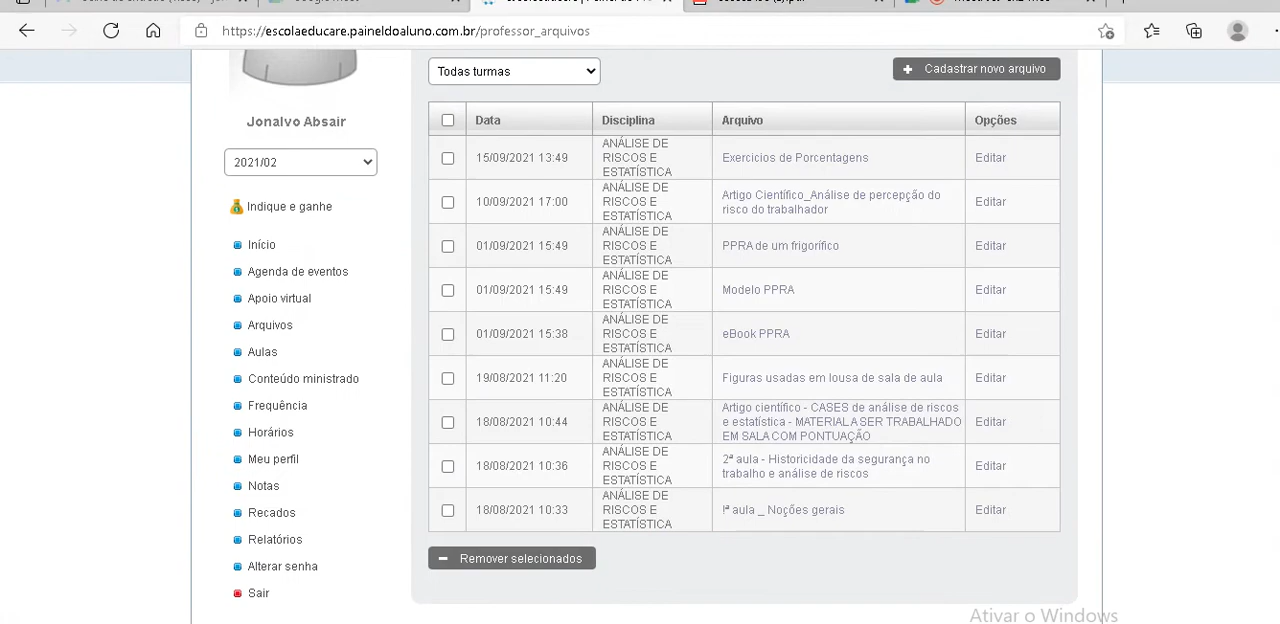 Google Meet
https://escolaeducare.paineldoaluno.com.br/professor_arquivos
Jonalvo Absair
2021/02
Indique e ganhe
Início
Agenda de eventos
Apoio virtual
Arquivos
Aulas
Conteúdo ministrado
Frequência
Horários
Meu perfil
Notas
Recados
Relatórios
Alterar senha
Sair
Todas turmas
Cadastrar novo arquivo
Data Disciplina Arquivo Opções
15/09/2021 13:49 ANÁLISE DE
RISCOS E
ESTATÍSTICA Exercicios de Porcentagens Editar
10/09/2021 17:00 ANÁLISE DE
RISCOS E
ESTATÍSTICA Artigo Científico_Análise de percepção do
risco do trabalhador Editar
01/09/2021 15:49 ANÁLISE DE
RISCOS E
ESTATÍSTICA PPRA de um frigorífico Editar
01/09/2021 15:49 ANÁLISE DE
RISCOS E
ESTATÍSTICA Modelo PPRA Editar
01/09/2021 15:38 ANÁLISE DE
RISCOS E
ESTATÍSTICA eBook PPRA Editar
19/08/2021 11:20 ANÁLISE DE
RISCOS E
ESTATÍSTICA Figuras usadas em lousa de sala de aula Editar
18/08/2021 10:44 ANÁLISE DE
RISCOS E
ESTATÍSTICA Artigo científico - CASES de análise de riscos
e estatística - MATERIAL A SER TRABALHADO
EM SALA COM PONTUAÇÃO Editar
18/08/2021 10:36 ANÁLISE DE
RISCOS E
ESTATÍSTICA 2ª aula - Historicidade da segurança no
trabalho e análise de riscos Editar
18/08/2021 10:33 ANÁLISE DE
RISCOS E
ESTATÍSTICA !ª aula _ Noções gerais Editar
Remover selecionados
Ativar o Windows